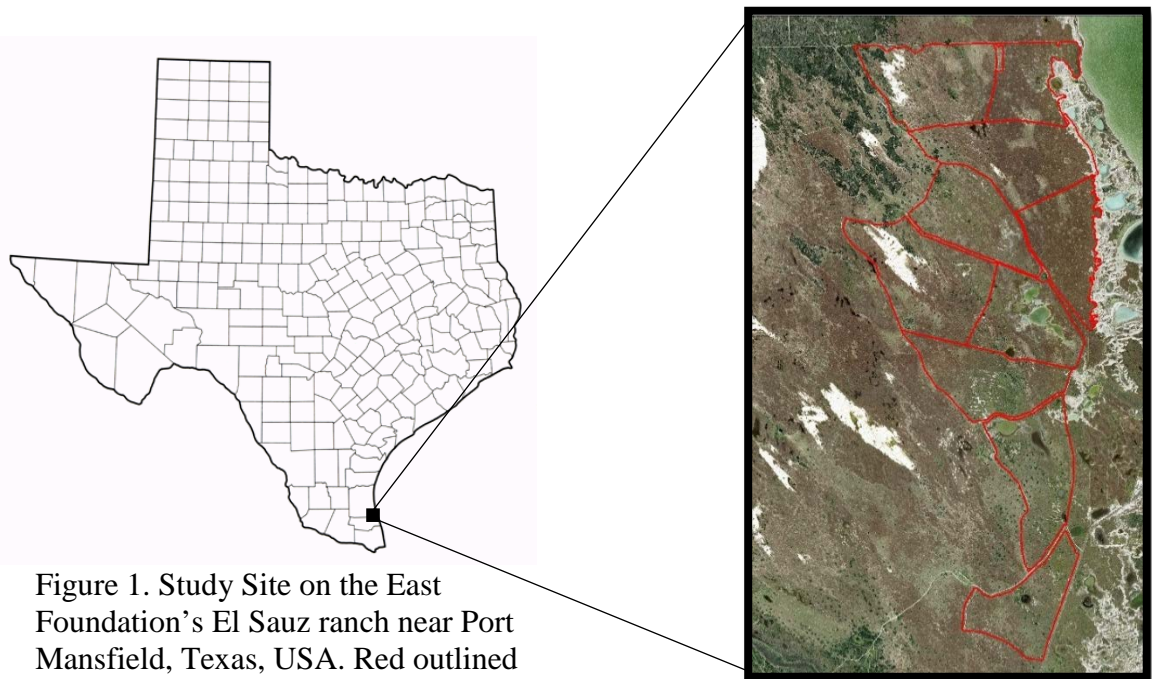 Figure 1. Study Site on the East
Foundation’s El Sauz ranch near Port
Mansfield, Texas, USA. Red outlined